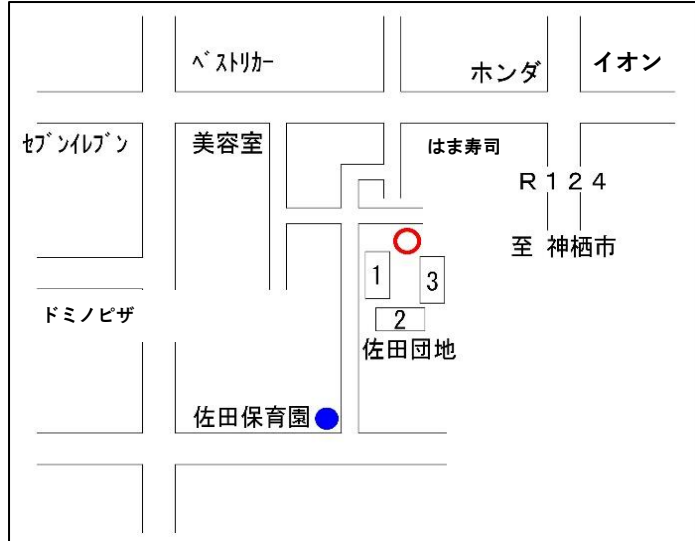 ﾍﾞｽﾄﾘｶｰ
ホンダ
イオン
ｾﾌﾞﾝｲﾚﾌﾞﾝ
美容室
はま寿司
Ｒ１２４
至 神栖市
1
3
2
ドミノピザ
佐田団地
佐田保育園